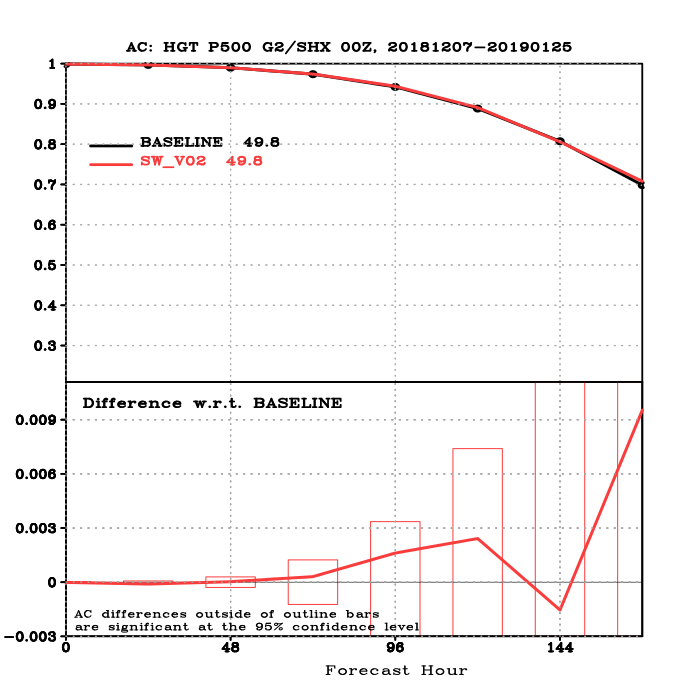 AC: HGT P500 G2/SHX 00Z, 20181207-20190125
1
0.9
0.8
BASELINE 49.8
SW_V02 49.8
0.7
0.6
0.5
0.4
0.3
Difference w.r.t. BASELINE
0.009
0.006
0.003
0
AC differences outside of outline bars
are significant at the 95% confidence level
-0.003
0 48 96 144
Forecast Hour